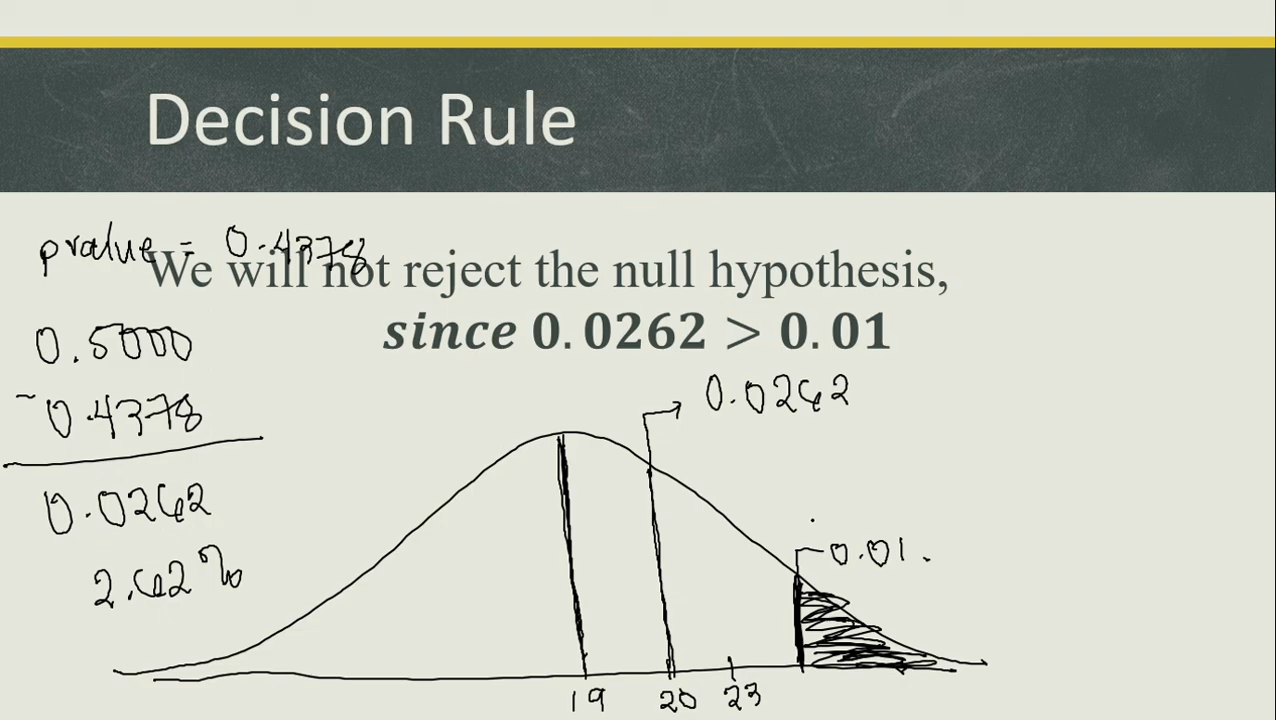 Decision Rule
pvalue = 0.4378
We will not reject the null hypothesis,
since 0.0262 > 0.01
0.5000
- 0.4378
0.0262
2.62%
0.0262
0.01.
19 20 23